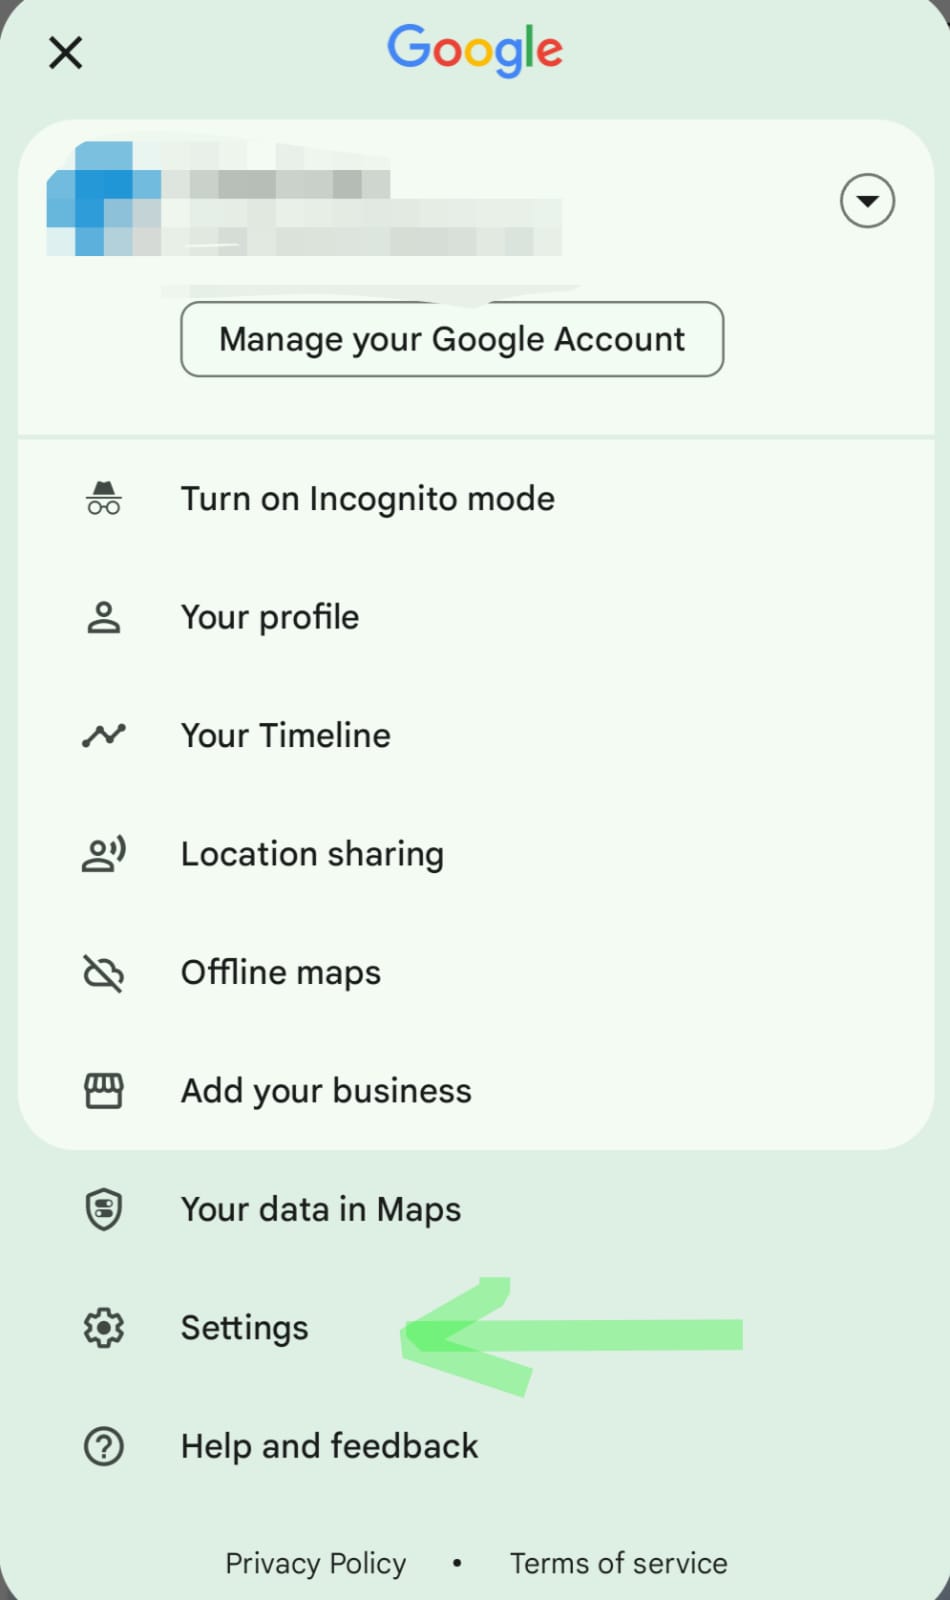 Google
Manage your Google Account
Turn on Incognito mode
Your profile
Your Timeline
Location sharing
Offline maps
Add your business
Your data in Maps
Settings
Help and feedback
Privacy Policy • Terms of service